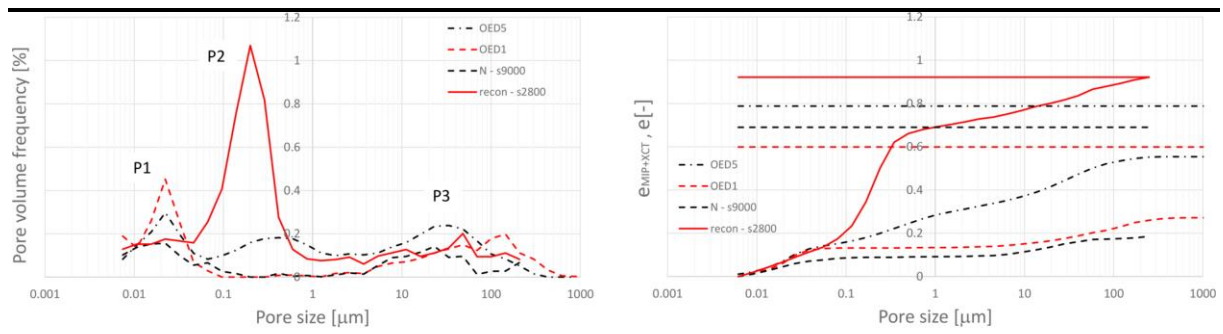 1.2
1
0.8
0.6
0.4
0.2
0
0.001
0.01
0.1
1
10
100
1000
Pore size [μm]
Pore volume frequency [%]
P1
P2
P3
OED5
OED1
N - s9000
recon - s2800
1.2
1
0.8
0.6
0.4
0.2
0
0.001
0.01
0.1
1
10
100
1000
Pore size [μm]
eMIP+XCT , e[-]
OED5
OED1
N - s9000
recon - s2800